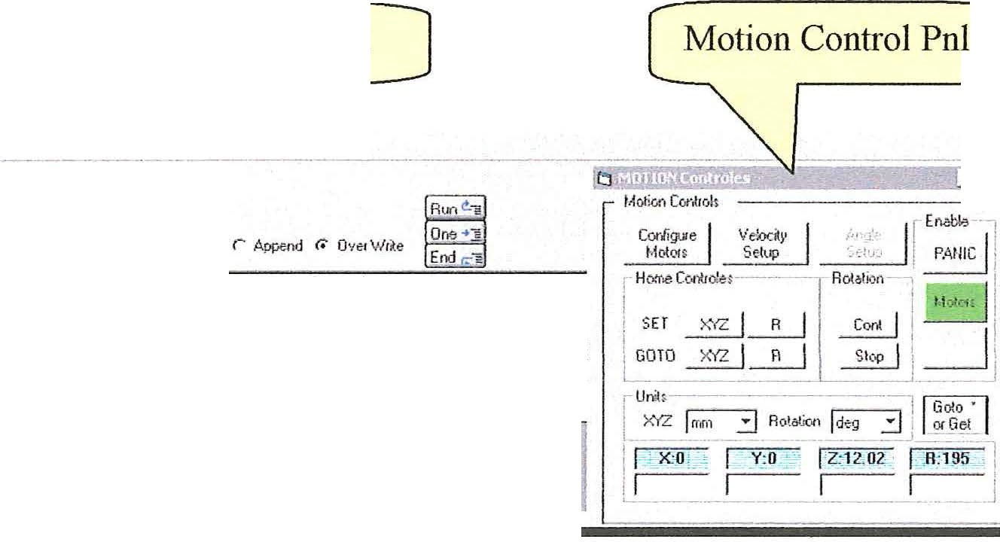 Motion Control Pnl
MOTION Controles
Motion Controls
Run
One
End
Append Over Write
Configure Motors
Velocity Setup
Angle Setup
Enable
PANIC
Motors
Home Controles
Rotation
SET XYZ R
Cont
GOTO XYZ R
Stop
Units
XYZ mm Rotation deg
Goto *
or Get
X:0 Y:0 Z:12.02 R:195